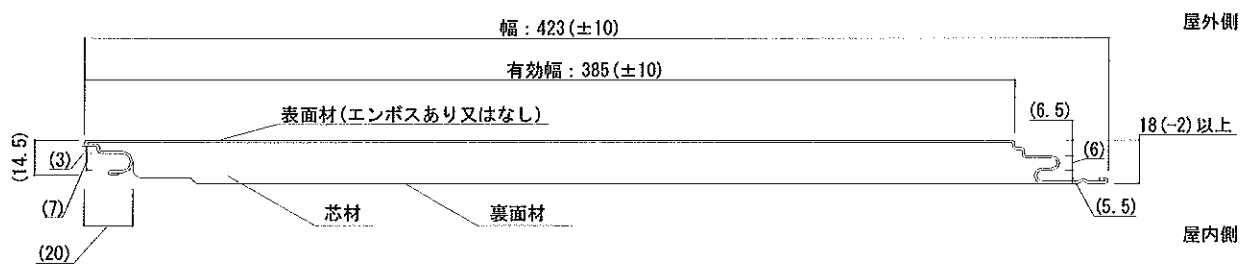 幅：423(±10)
屋外側
有効幅：385(±10)
表面材(エンボスあり又はなし)
(6.5)
18(-2)以上
(14.5)
(3)
(6)
(7)
芯材
裏面材
(5.5)
(20)
屋内側